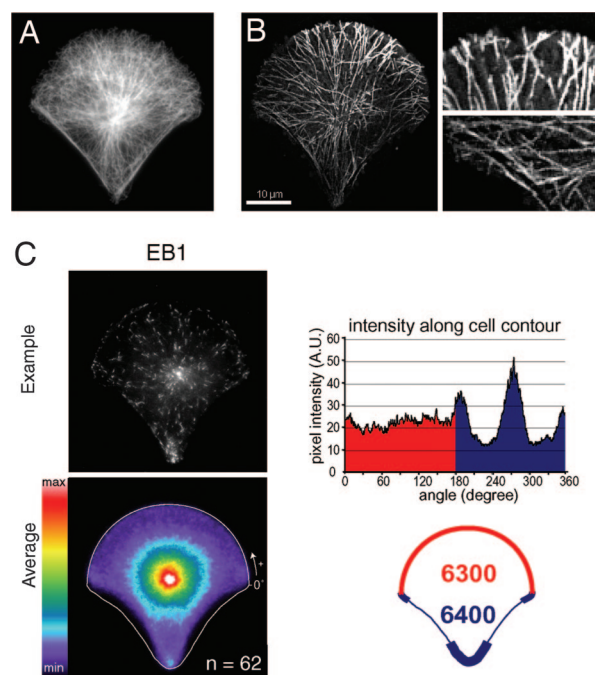 A
B
10 µm
C
EB1
Example
intensity along cell contour
pixel intensity (A.U.)
60
50
40
30
20
10
0
0 60 120 180 240 300 360
angle (degree)
Average
max
min
+
0°
n = 62
6300
6400